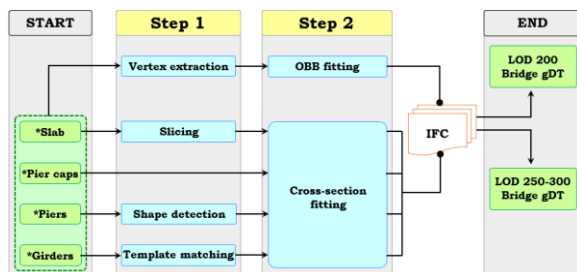 START
Step 1
Step 2
END
Vertex extraction
OBB fitting
LOD 200
Bridge gDT
*Slab
Slicing
IFC
*Pier caps
Cross-section
fitting
LOD 250-300
Bridge gDT
*Piers
Shape detection
*Girders
Template matching